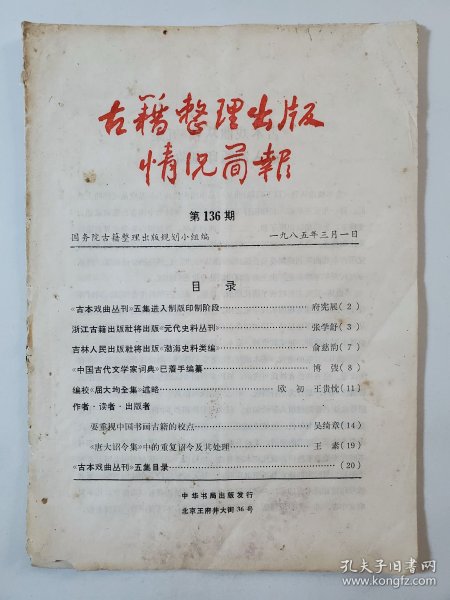 古籍整理出版
情况简报
第136期
国务院古籍整理出版规划小组编 一九八五年三月一日
目录
《古本戏曲丛刊》五集进入制版印制阶段……府宪展(2)
浙江古籍出版社将出版《元代史料丛刊》……张学舒(3)
吉林人民出版社将出版《渤海史料类编》……俞慈韵(7)
《中国古代文学家词典》已着手编纂……博弢(8)
编校《屈大均全集》述略……欧初 王贵忱(11)
作者·读者·出版者
要重视中国书画古籍的校点……吴绮章(14)
《唐大诏令集》中的重复诏令及其处理……王素(19)
《古本戏曲丛刊》五集目录……(20)
中华书局出版发行
北京王府井大街36号
孔夫子旧书网
www.kongfz.com